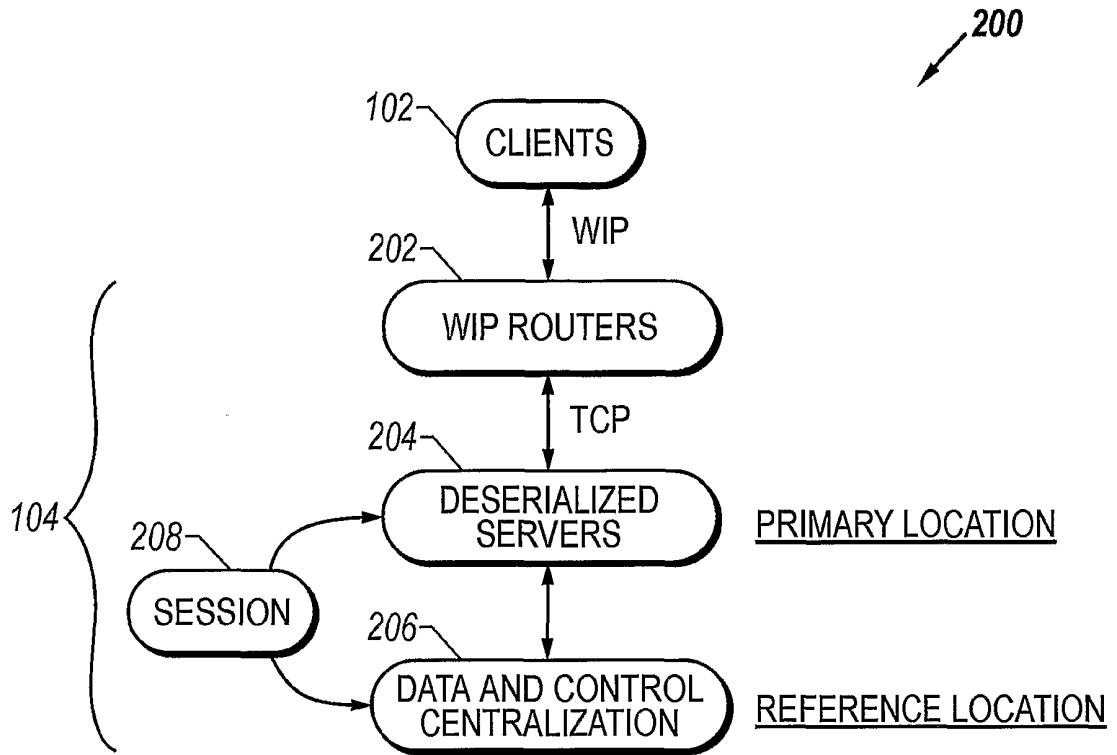 200
102
CLIENTS
WIP
202
WIP ROUTERS
TCP
204
DESERIALIZED
SERVERS
PRIMARY LOCATION
104
208
SESSION
206
DATA AND CONTROL
CENTRALIZATION
REFERENCE LOCATION